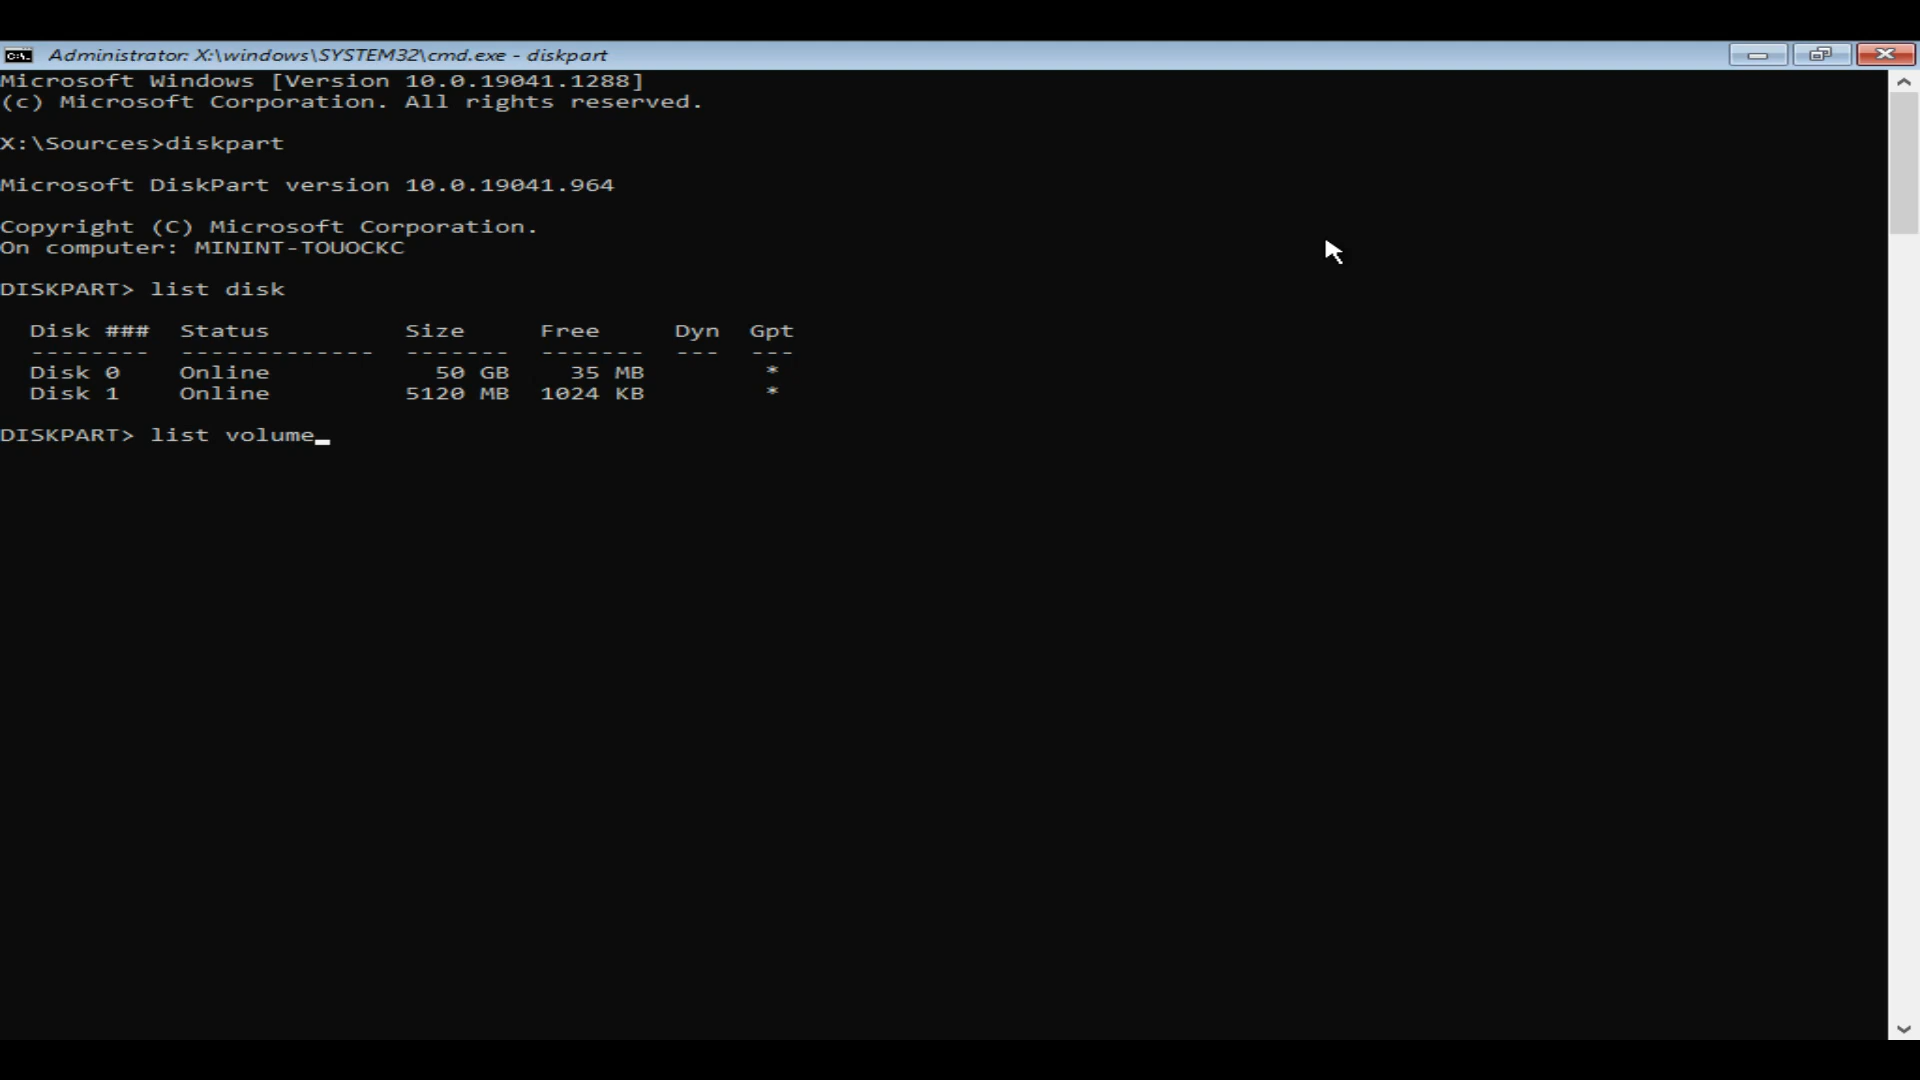 Administrator: X:\windows\SYSTEM32\cmd.exe - diskpart
Microsoft Windows [Version 10.0.19041.1288]
(c) Microsoft Corporation. All rights reserved.
X:\Sources>diskpart
Microsoft DiskPart version 10.0.19041.964
Copyright (C) Microsoft Corporation.
On computer: MININT-TOUOCKC
DISKPART> list disk
  Disk ###  Status         Size     Free     Dyn  Gpt
  --------  -------------  -------  -------  ---  ---
  Disk 0    Online           50 GB    35 MB        *
  Disk 1    Online         5120 MB  1024 KB        *
DISKPART> list volume_